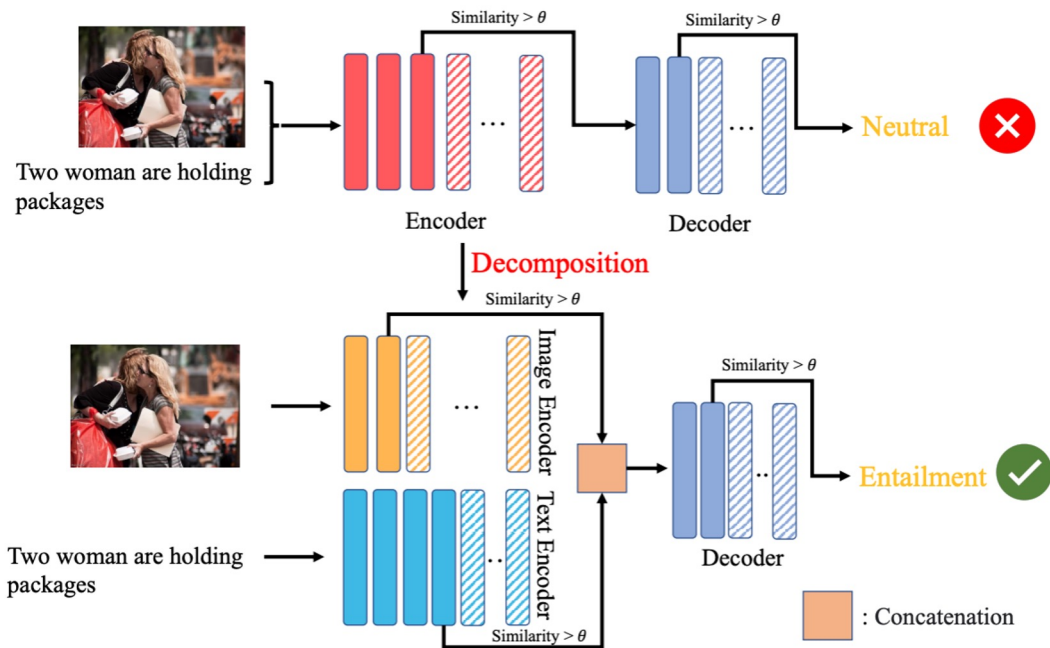 Similarity > θ
Similarity > θ
Two woman are holding
packages
...
...
Neutral
Encoder
Decoder
Decomposition
Similarity > θ
Image Encoder
...
Similarity > θ
Entailment
Text Encoder
..
..
Two woman are holding
packages
Decoder
Similarity > θ
: Concatenation